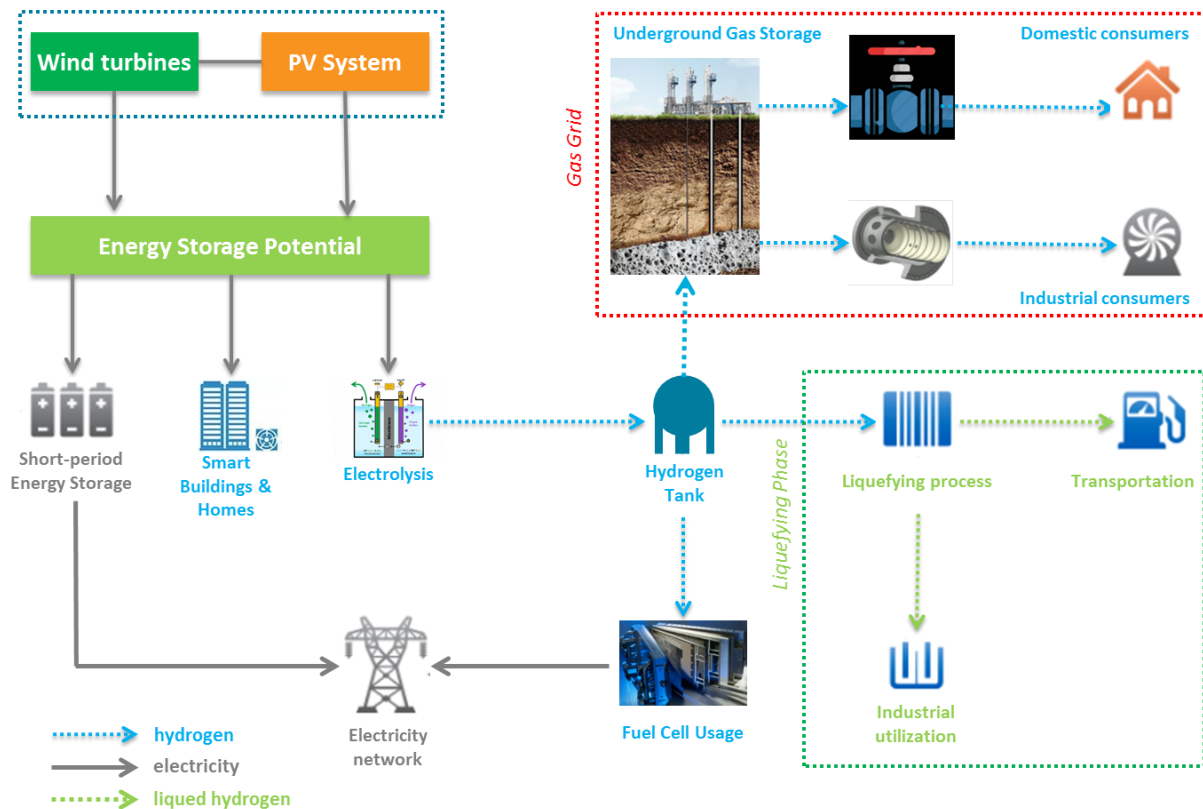 Wind turbines
PV System
Energy Storage Potential
Short-period
Energy Storage
Smart
Buildings &
Homes
Electrolysis
Hydrogen
Tank
Underground Gas Storage
Domestic consumers
Gas Grid
Industrial consumers
Liquefying Phase
Liquefying process
Transportation
Industrial
utilization
Fuel Cell Usage
Electricity
network
hydrogen
electricity
liqued hydrogen